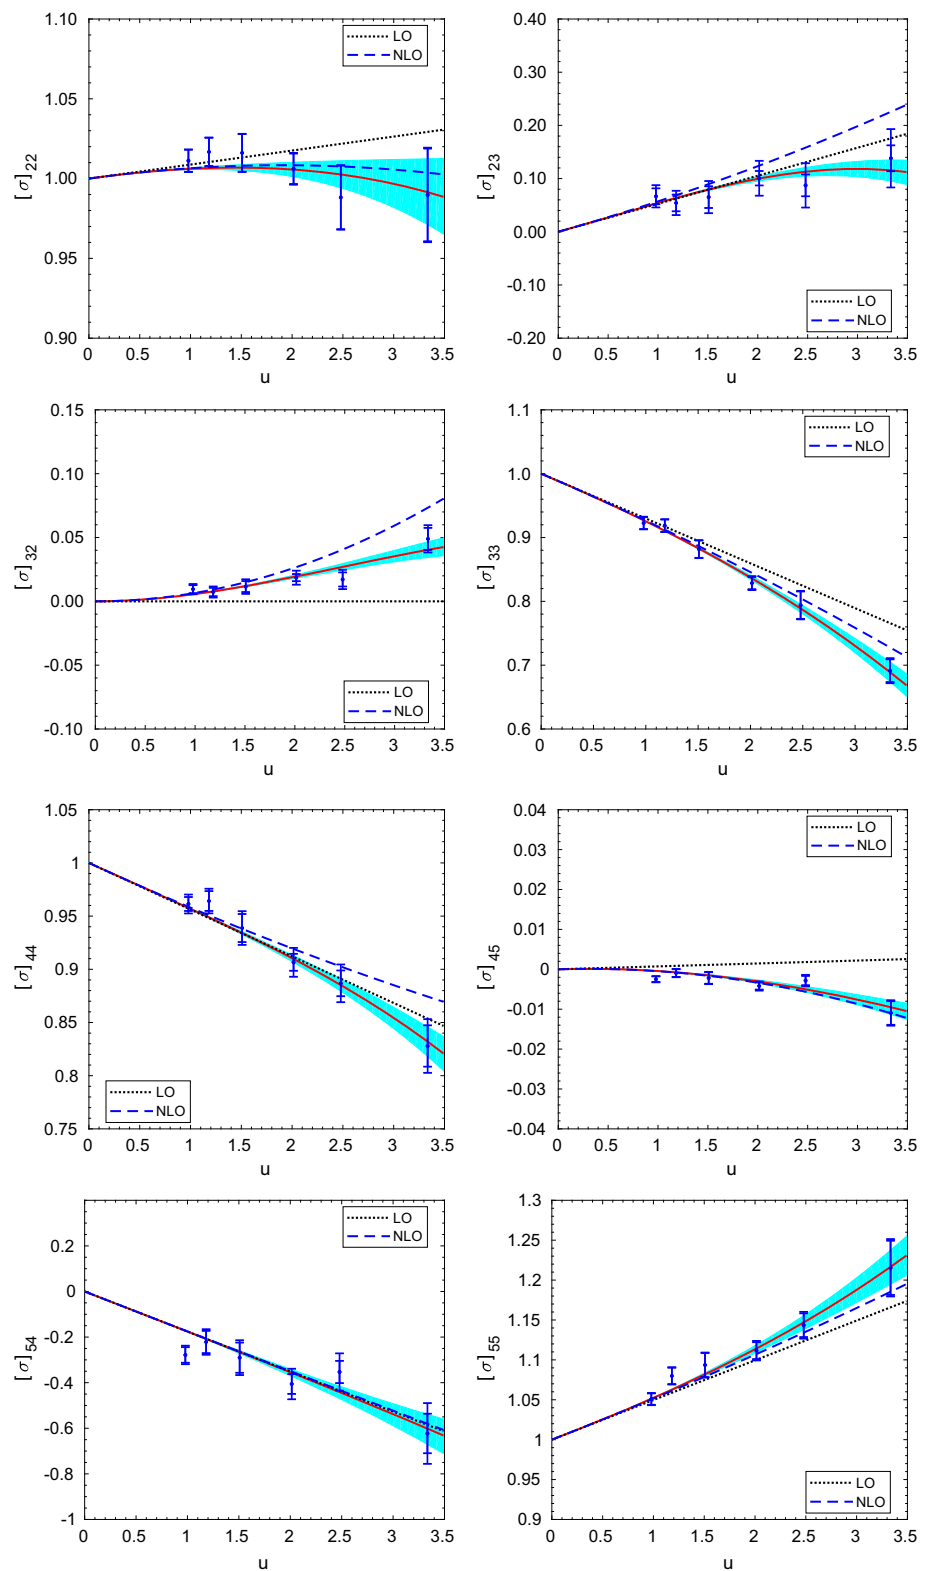 1.10
1.05
1.00
0.95
0.90
[σ]22
0 0.5 1 1.5 2 2.5 3 3.5
u
LO
NLO
0.40
0.30
0.20
0.10
0.00
-0.10
-0.20
[σ]23
0 0.5 1 1.5 2 2.5 3 3.5
u
LO
NLO
0.15
0.10
0.05
0.00
-0.05
-0.10
[σ]32
0 0.5 1 1.5 2 2.5 3 3.5
u
LO
NLO
1.1
1.0
0.9
0.8
0.7
0.6
[σ]33
0 0.5 1 1.5 2 2.5 3 3.5
u
LO
NLO
1.05
1
0.95
0.9
0.85
0.8
0.75
[σ]44
0 0.5 1 1.5 2 2.5 3 3.5
u
LO
NLO
0.04
0.03
0.02
0.01
0
-0.01
-0.02
-0.03
-0.04
[σ]45
0 0.5 1 1.5 2 2.5 3 3.5
u
LO
NLO
0.2
0
-0.2
-0.4
-0.6
-0.8
-1
[σ]54
0 0.5 1 1.5 2 2.5 3 3.5
u
LO
NLO
1.3
1.25
1.2
1.15
1.1
1.05
1
0.95
0.9
[σ]55
0 0.5 1 1.5 2 2.5 3 3.5
u
LO
NLO